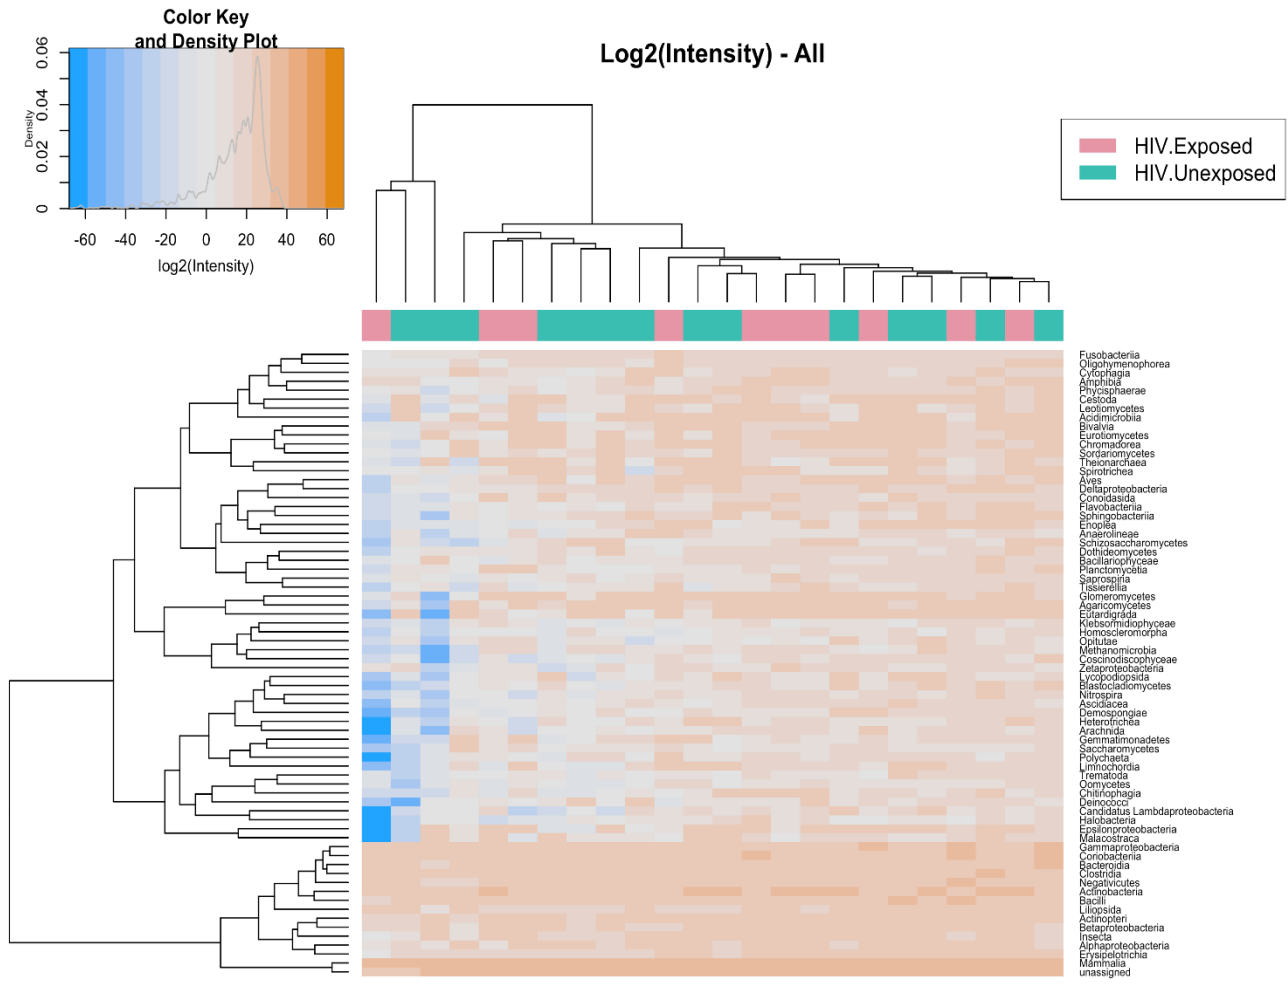 Color Key
and Density Plot
Log2(Intensity) - All
0.06
0.04
0.02
0
Density
-60 -40 -20 0 20 40 60
log2(Intensity)
HIV.Exposed
HIV.Unexposed
Fusobacteriia
Oligohymenophorea
Cytophagia
Amphibia
Phycisphaerae
Cestoda
Leotiomycetes
Acidimicrobiia
Bivalvia
Eurotiomycetes
Chromadorea
Sordariomycetes
Theionarchaea
Spirotrichea
Aves
Deltaproteobacteria
Conoidasida
Flavobacteriia
Sphingobacteriia
Enoplea
Anaerolineae
Schizosaccharomycetes
Dothideomycetes
Bacillariophyceae
Planctomycetia
Saprospiria
Tissierellia
Glomeromycetes
Agaricomycetes
Eutardigrada
Klebsormidiophyceae
Homoscleromorpha
Opitutae
Methanomicrobia
Coscinodiscophyceae
Zetaproteobacteria
Lycopodiopsida
Blastocladiomycetes
Nitrospira
Ascidiacea
Demospongiae
Heterotrichea
Arachnida
Gemmatimonadetes
Saccharomycetes
Polychaeta
Limnochordia
Trematoda
Oomycetes
Chitinophagia
Deinococci
Candidatus Lambdaproteobacteria
Halobacteria
Epsilonproteobacteria
Malacostraca
Gammaproteobacteria
Coriobacteriia
Bacteroidia
Clostridia
Negativicutes
Actinobacteria
Bacilli
Liliopsida
Actinopteri
Betaproteobacteria
Insecta
Alphaproteobacteria
Erysipelotrichia
Mammalia
unassigned